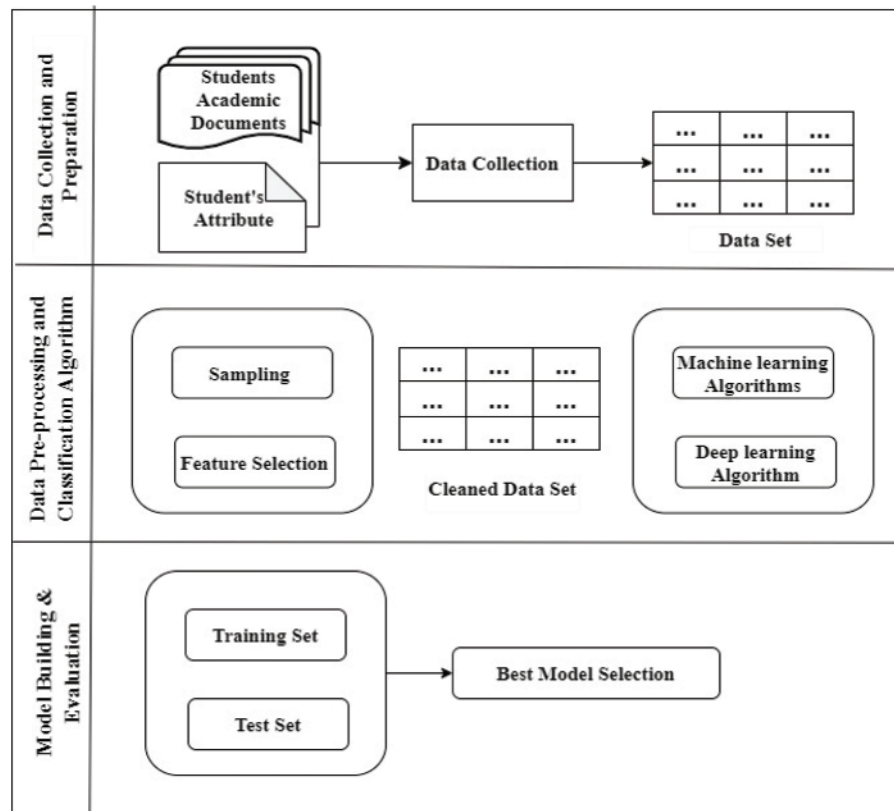 Data Collection and
Preparation
Students
Academic
Documents
Student's
Attribute
Data Collection
... ... ...
... ... ...
... ... ...
Data Set
Data Pre-processing and
Classification Algorithm
Sampling
Feature Selection
... ... ...
... ... ...
... ... ...
Cleaned Data Set
Machine learning
Algorithms
Deep learning
Algorithm
Model Building &
Evaluation
Training Set
Test Set
Best Model Selection